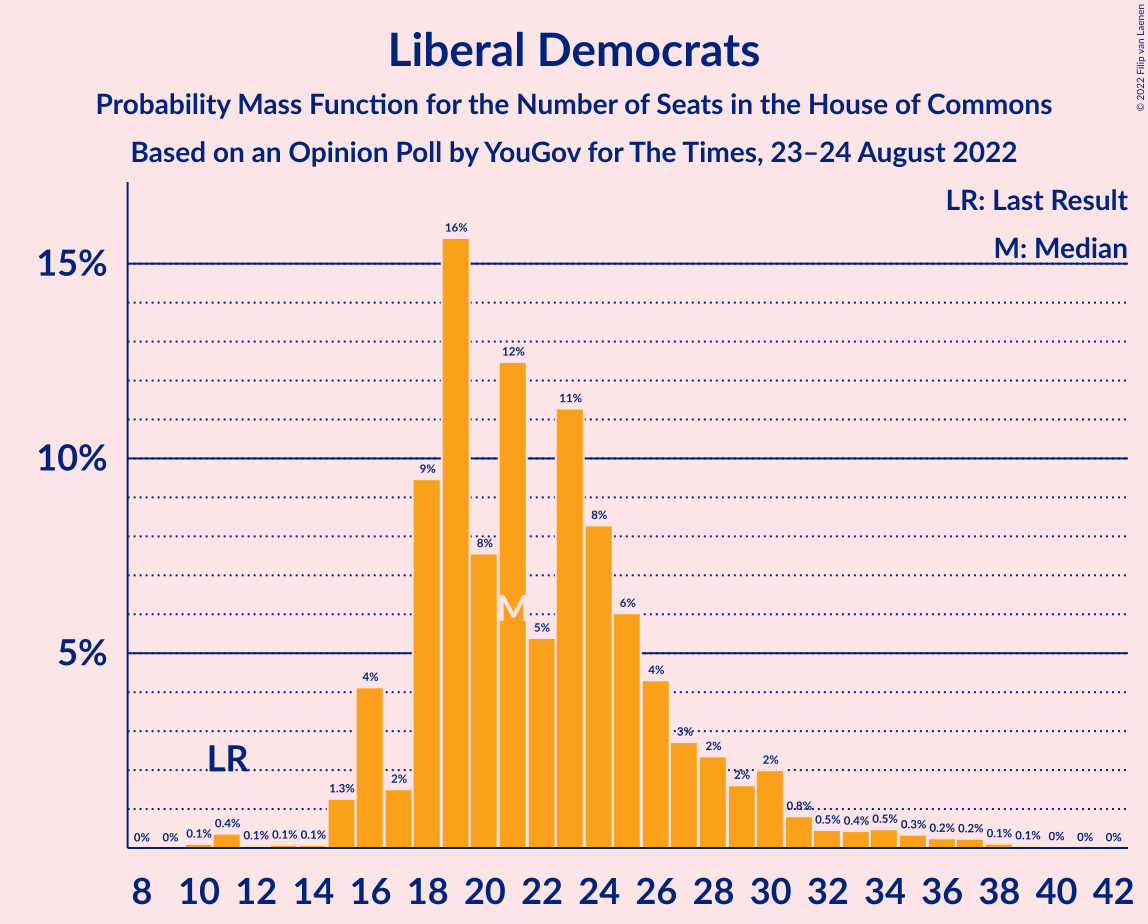 Liberal Democrats
Probability Mass Function for the Number of Seats in the House of Commons
Based on an Opinion Poll by YouGov for The Times, 23–24 August 2022
© 2022 Filip van Laenen
LR: Last Result
M: Median
15%
10%
5%
0% 0% 0.1% 0.4% 0.1% 0.1% 0.1% 1.3% 4% 2% 9% 16% 8% 12% 5% 11% 8% 6% 4% 3% 2% 2% 2% 0.8% 0.5% 0.4% 0.5% 0.3% 0.2% 0.2% 0.1% 0.1% 0% 0% 0%
LR
M
8 10 12 14 16 18 20 22 24 26 28 30 32 34 36 38 40 42